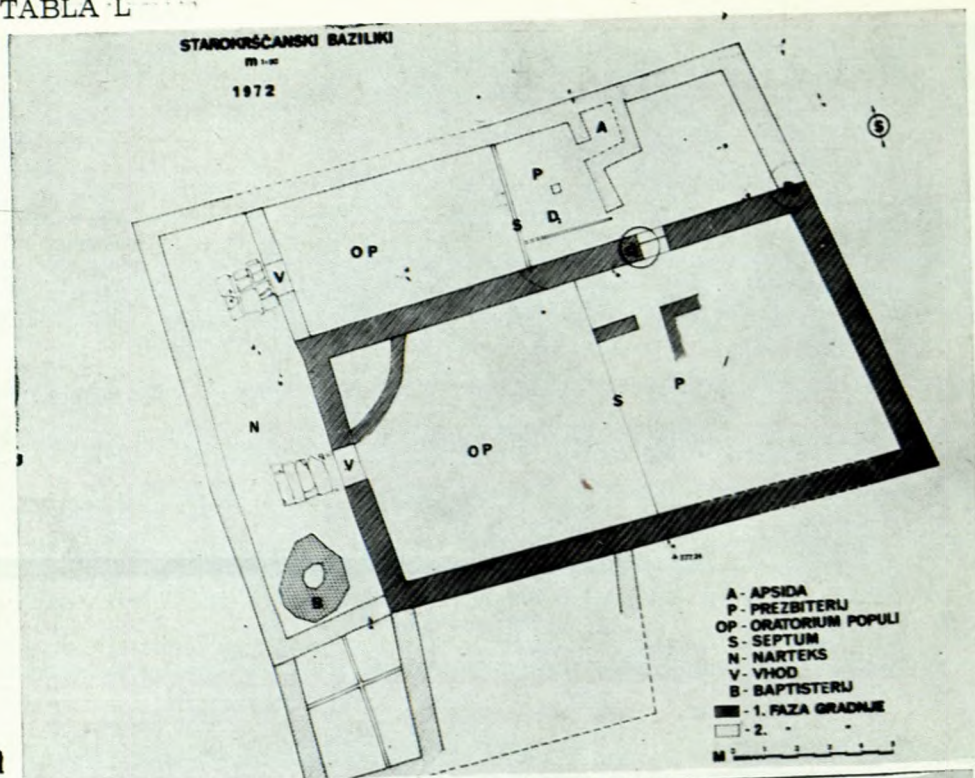 TABLA L
STAROKRŠČANSKI BAZILIKI
1972
A
P
D
S
OP
V
N
P
S
V
OP
B
A - APSIDA
P - PREZBITERIJ
OP - ORATORIUM POPULI
S - SEPTUM
N - NARTEKS
V - VHOD
B - BAPTISTERIJ
- 1. FAZA GRADNJE
- 2. " "
M